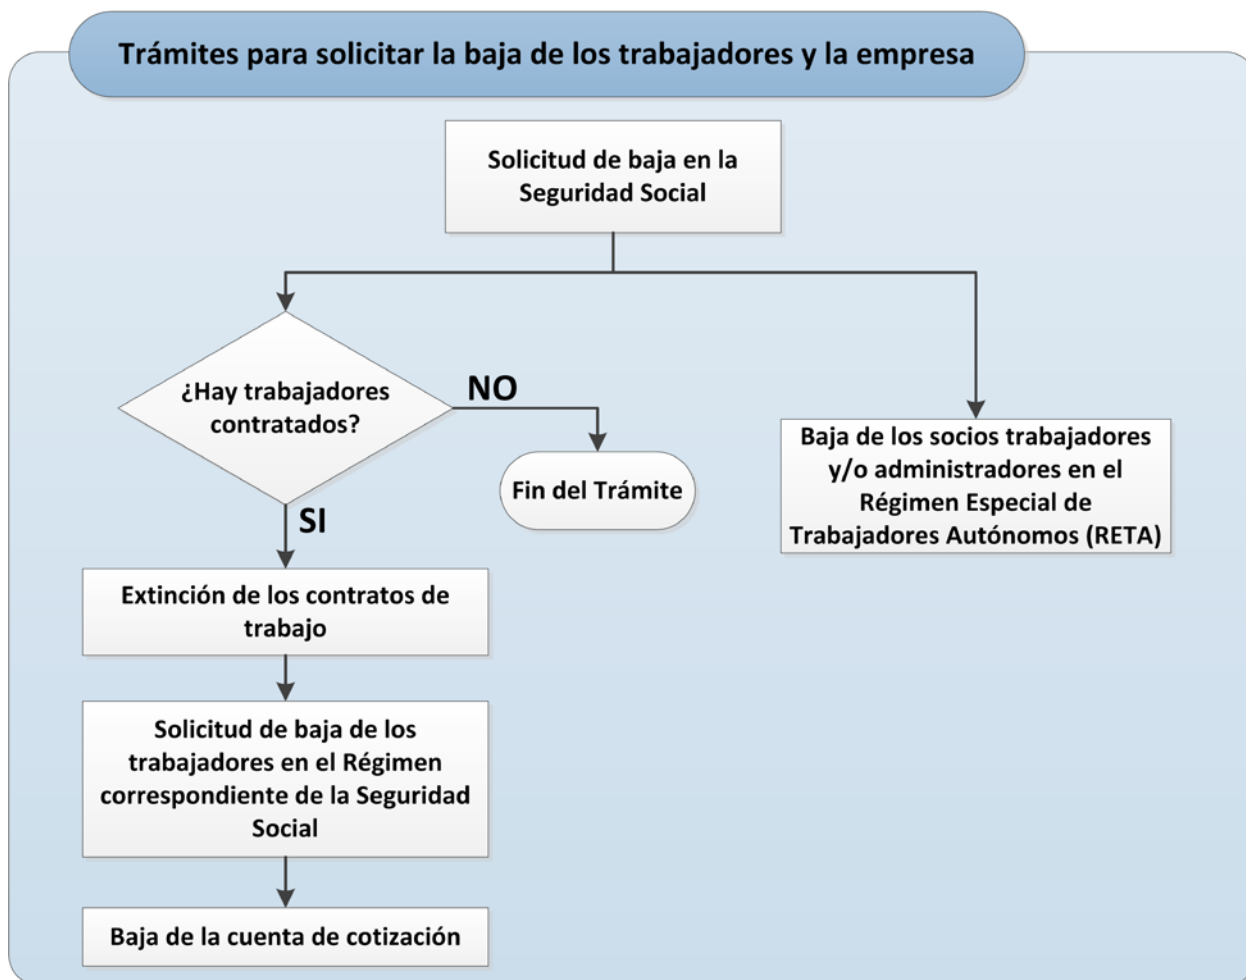 Trámites para solicitar la baja de los trabajadores y la empresa
Solicitud de baja en la
Seguridad Social
¿Hay trabajadores
contratados?
NO
Fin del Trámite
Baja de los socios trabajadores
y/o administradores en el
Régimen Especial de
Trabajadores Autónomos (RETA)
SI
Extinción de los contratos de
trabajo
Solicitud de baja de los
trabajadores en el Régimen
correspondiente de la Seguridad
Social
Baja de la cuenta de cotización